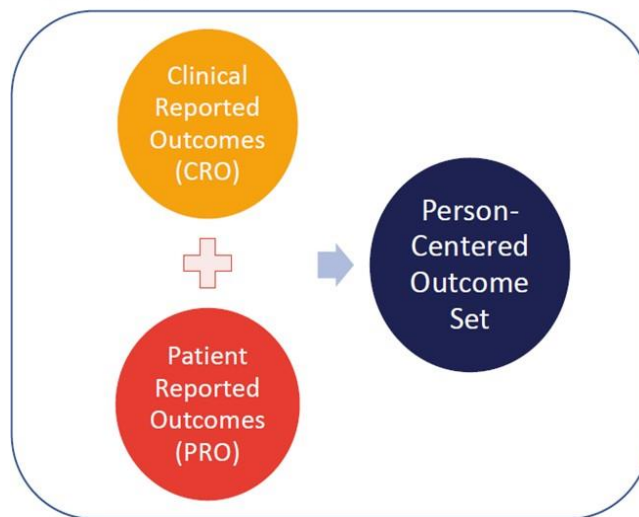 Clinical
Reported
Outcomes
(CRO)
Patient
Reported
Outcomes
(PRO)
Person-
Centered
Outcome
Set